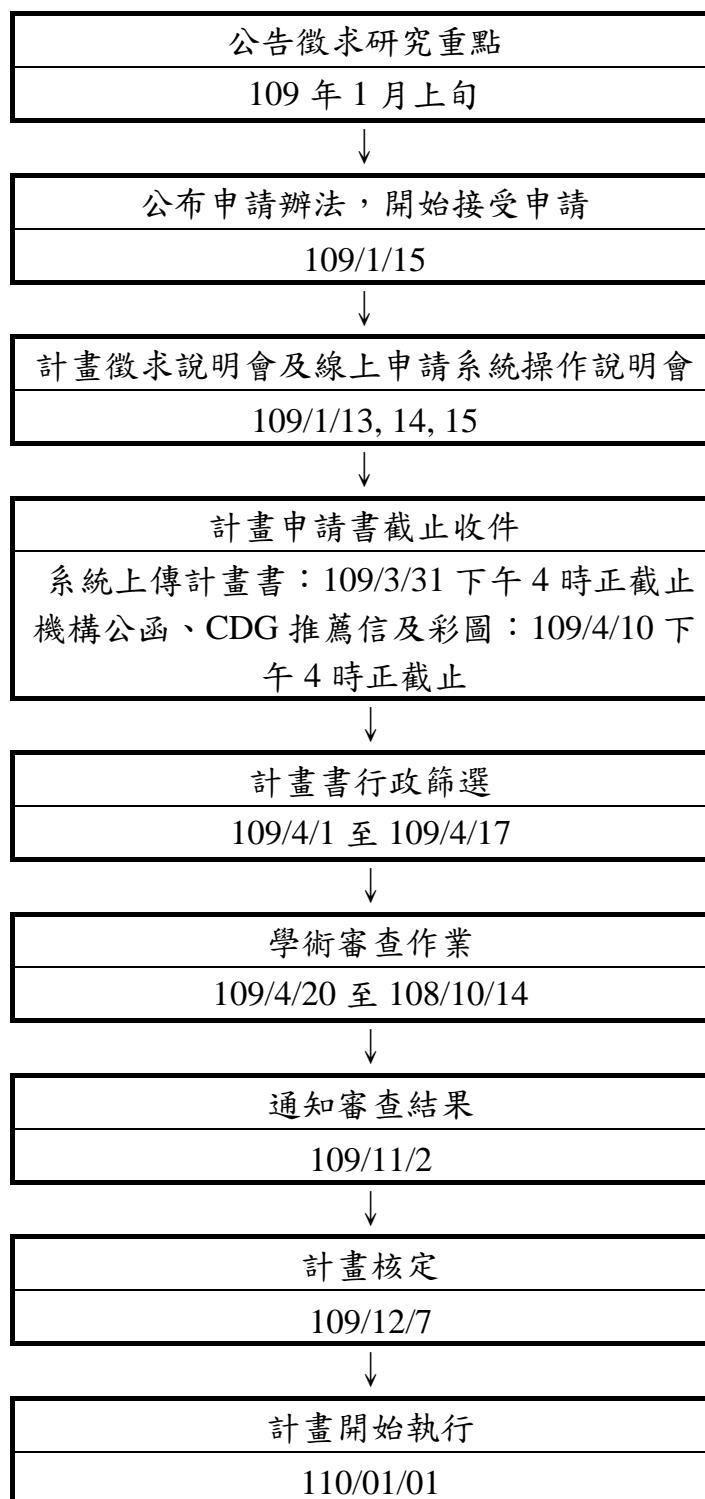 公告徵求研究重點
109 年 1 月上旬
↓
公布申請辦法，開始接受申請
109/1/15
↓
計畫徵求說明會及線上申請系統操作說明會
109/1/13, 14, 15
↓
計畫申請書截止收件
系統上傳計畫書：109/3/31 下午 4 時正截止
機構公函、CDG 推薦信及彩圖：109/4/10 下
午 4 時正截止
↓
計畫書行政篩選
109/4/1 至 109/4/17
↓
學術審查作業
109/4/20 至 108/10/14
↓
通知審查結果
109/11/2
↓
計畫核定
109/12/7
↓
計畫開始執行
110/01/01